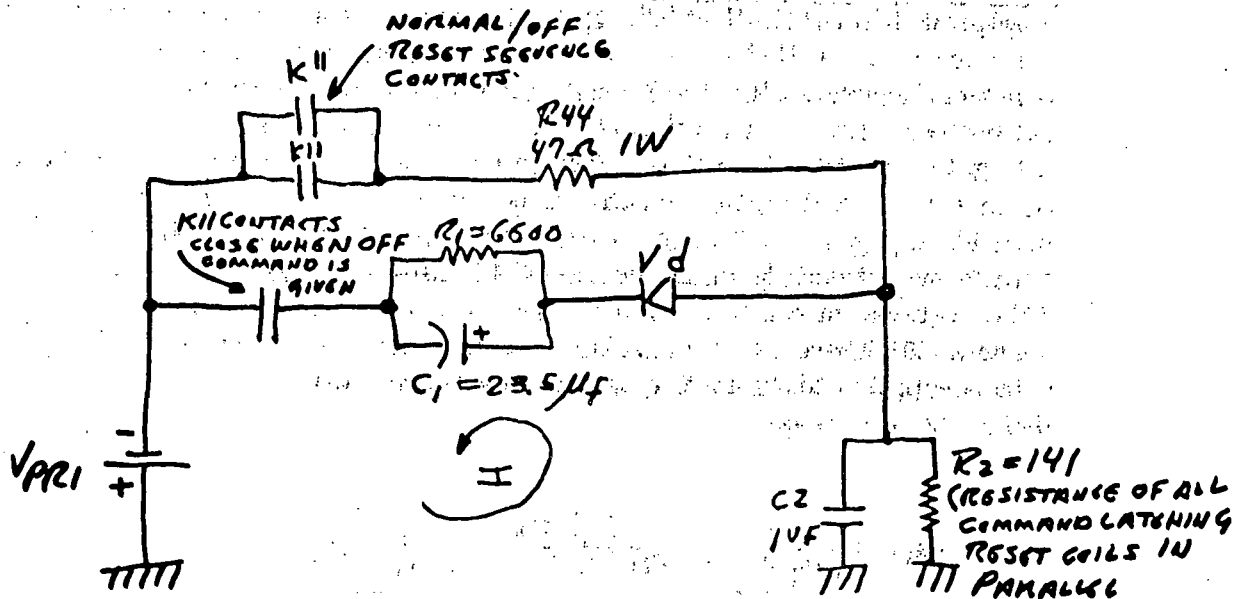 NORMAL/OFF
RESET SEQUENCE
CONTACTS
K11
K11
R44
47Ω 1W
K11 CONTACTS
CLOSE WHEN OFF
COMMAND IS
GIVEN
R1=6600
Vd
+
C1 = 23.5 μf
I
VPRI
-
+
C2
1UF
R2=141
(RESISTANCE OF ALL
COMMAND LATCHING
RESET COILS IN
PARALLEL